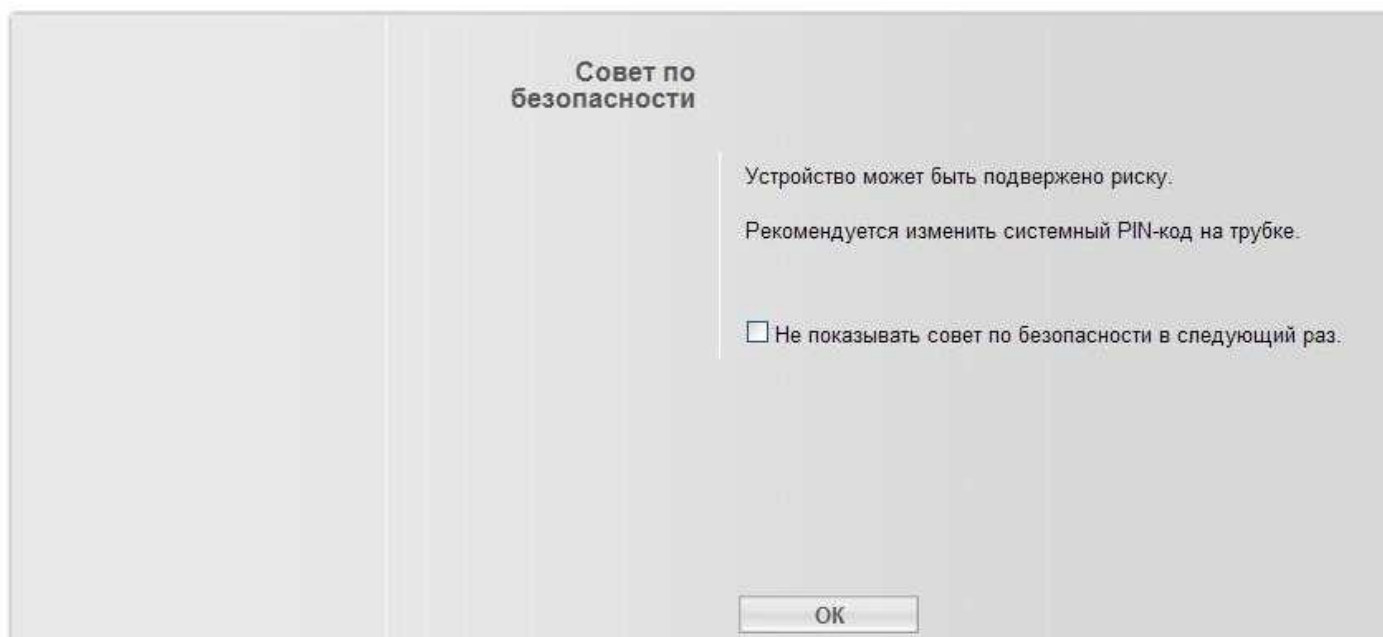 Совет по
безопасности
Устройство может быть подвержено риску.
Рекомендуется изменить системный PIN-код на трубке.
Не показывать совет по безопасности в следующий раз.
OK